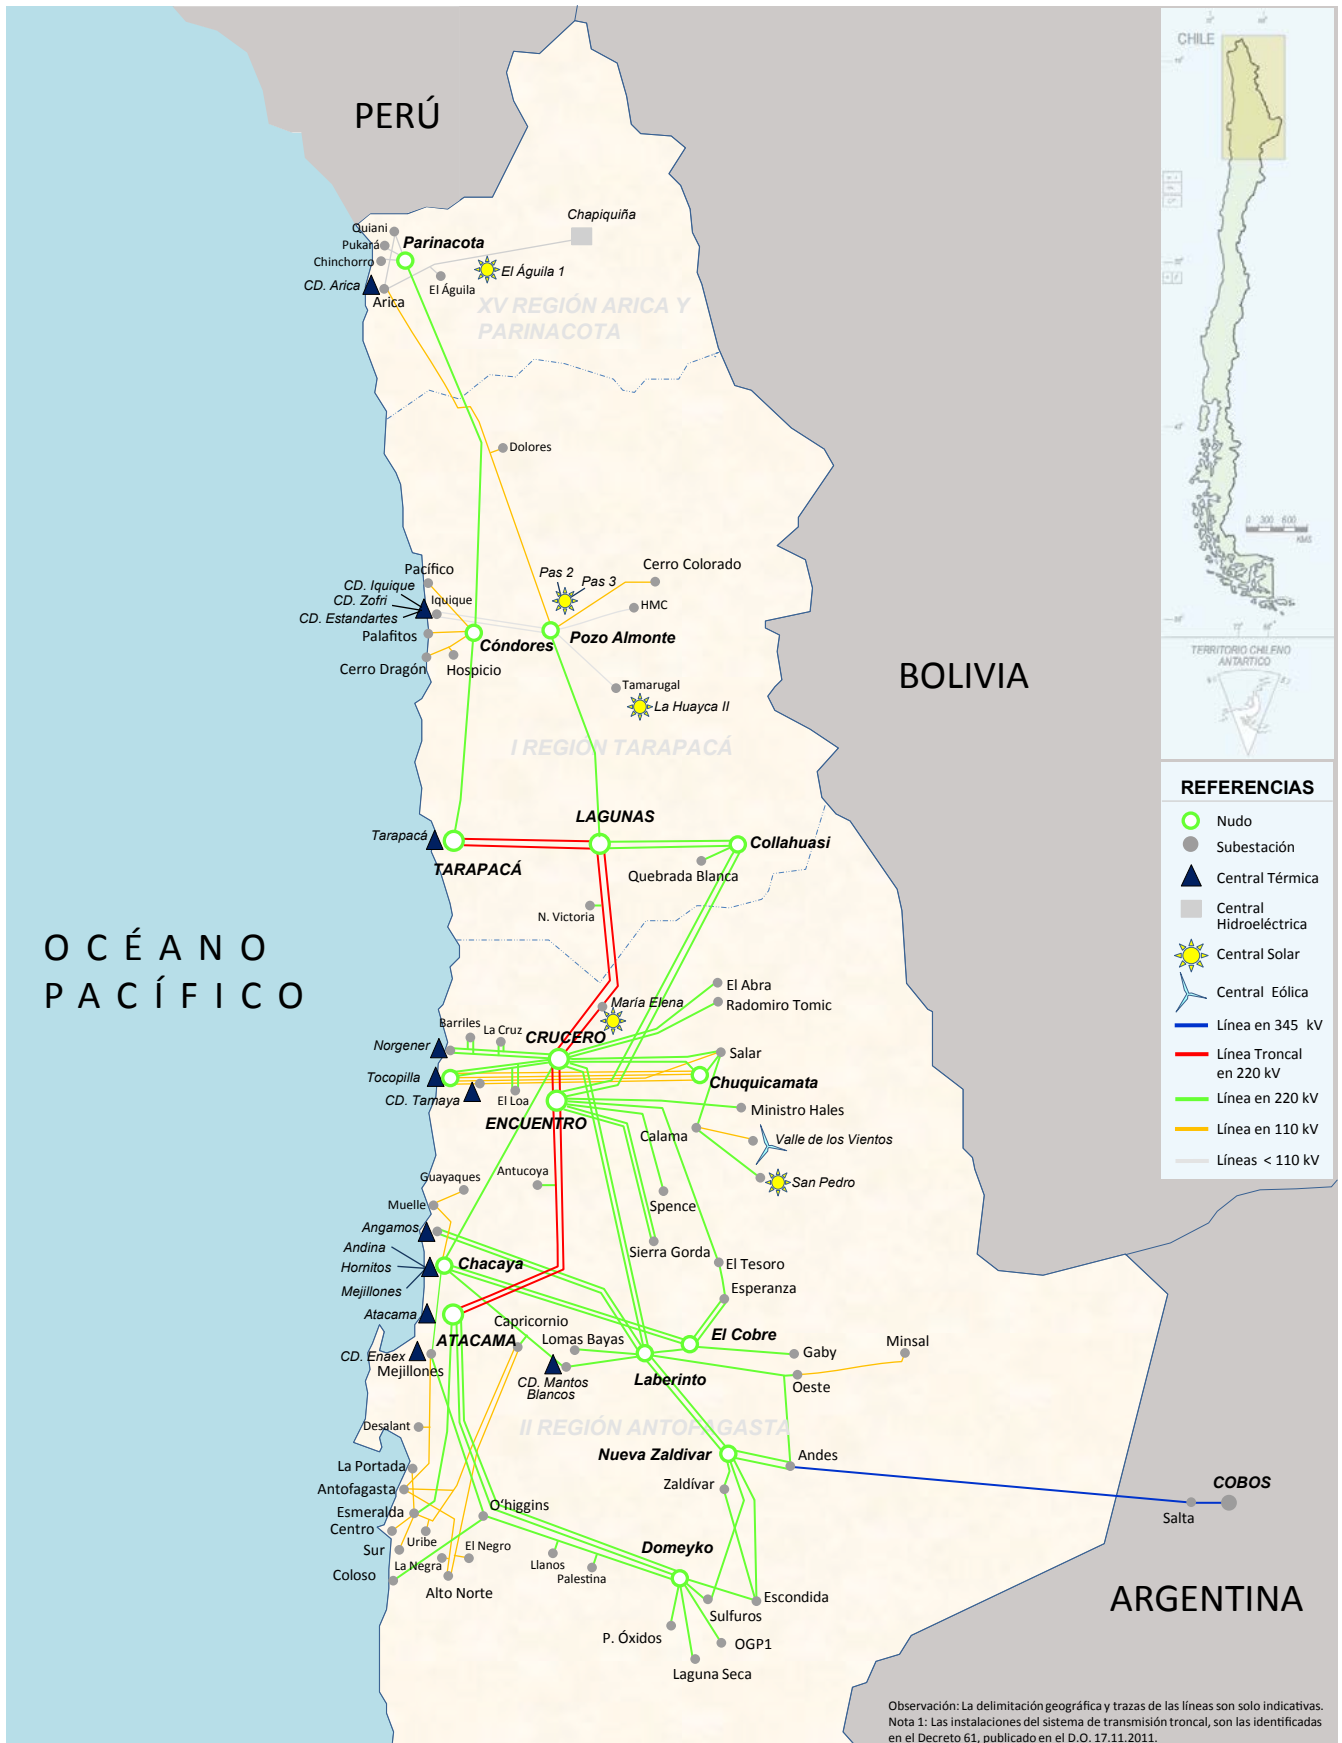 PERÚ
CHILE
Quiani
Pukará
Parinacota
Chinchorro
CD. Arica
Arica
El Águila
Chapiquiña
El Águila 1
XV REGIÓN ARICA Y
PARINACOTA
Dolores
Pacífico
CD. Iquique
CD. Zofri
Iquique
CD. Estandartes
Palafitos
Cerro Dragón
Hospicio
Cóndores
Pas 2
Pas 3
Cerro Colorado
HMC
Pozo Almonte
Tamarugal
La Huayca II
BOLIVIA
I REGIÓN TARAPACÁ
Tarapacá
TARAPACÁ
LAGUNAS
Collahuasi
Quebrada Blanca
N. Victoria
OCÉANO
PACÍFICO
El Abra
Radomiro Tomic
María Elena
Barriles
La Cruz
CRUCERO
Norgener
Salar
Tocopilla
Chuquicamata
CD. Tamaya
El Loa
ENCUENTRO
Ministro Hales
Calama
Valle de los Vientos
San Pedro
Antucoya
Guayaques
Muelle
Spence
Angamos
Andina
Hornitos
Mejillones
Chacaya
Sierra Gorda
El Tesoro
Esperanza
Atacama
ATACAMA
Capricornio
El Cobre
CD. Enaex
Mejillones
Lomas Bayas
CD. Mantos
Blancos
Laberinto
Gaby
Minsal
Oeste
II REGIÓN ANTOFAGASTA
Desalant
Nueva Zaldivar
Andes
La Portada
Antofagasta
Zaldívar
COBOS
Salta
Esmeralda
O'higgins
Centro
Uribe
Sur
La Negra
El Negro
Coloso
Alto Norte
Llanos
Palestina
Domeyko
Escondida
Sulfuros
P. Óxidos
OGP1
Laguna Seca
ARGENTINA
0 300 600
KMS
TERRITORIO CHILENO
ANTARTICO
REFERENCIAS
Nudo
Subestación
Central Térmica
Central
Hidroeléctrica
Central Solar
Central Eólica
Línea en 345 kV
Línea Troncal
en 220 kV
Línea en 220 kV
Línea en 110 kV
Líneas < 110 kV
Observación: La delimitación geográfica y trazas de las líneas son solo indicativas.
Nota 1: Las instalaciones del sistema de transmisión troncal, son las identificadas
en el Decreto 61, publicado en el D.O. 17.11.2011.